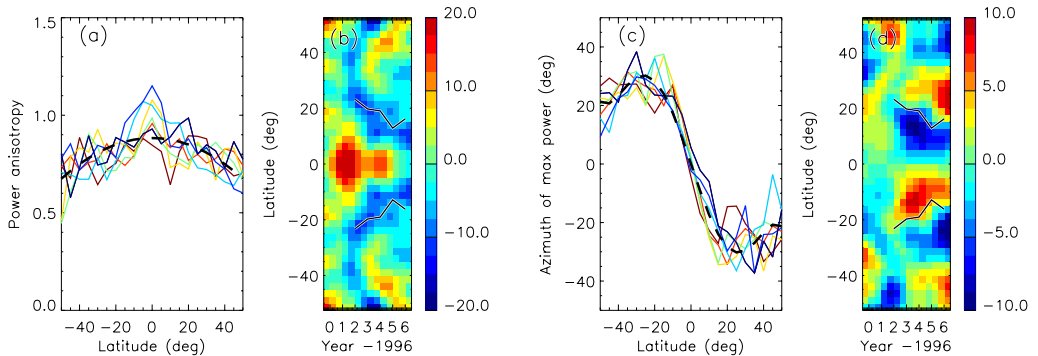 (a)
Power anisotropy
1.5
1.0
0.5
0.0
−40 −20 0 20 40
Latitude (deg)
(b)
Latitude (deg)
40
20
0
−20
−40
0 1 2 3 4 5 6
Year −1996
20.0
10.0
0.0
−10.0
−20.0
(c)
Azimuth of max power (deg)
40
20
0
−20
−40
−40 −20 0 20 40
Latitude (deg)
(d)
Latitude (deg)
40
20
0
−20
−40
0 1 2 3 4 5 6
Year −1996
10.0
5.0
0.0
−5.0
−10.0